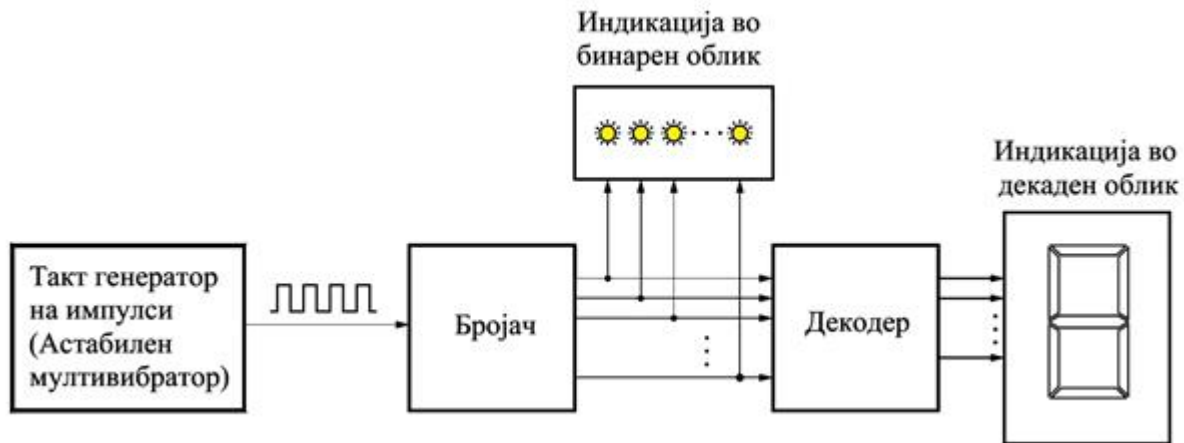 Индикација во
бинарен облик
Индикација во
декаден облик
Такт генератор
на импулси
(Астабилен
мултивибратор)
Бројач
Декодер